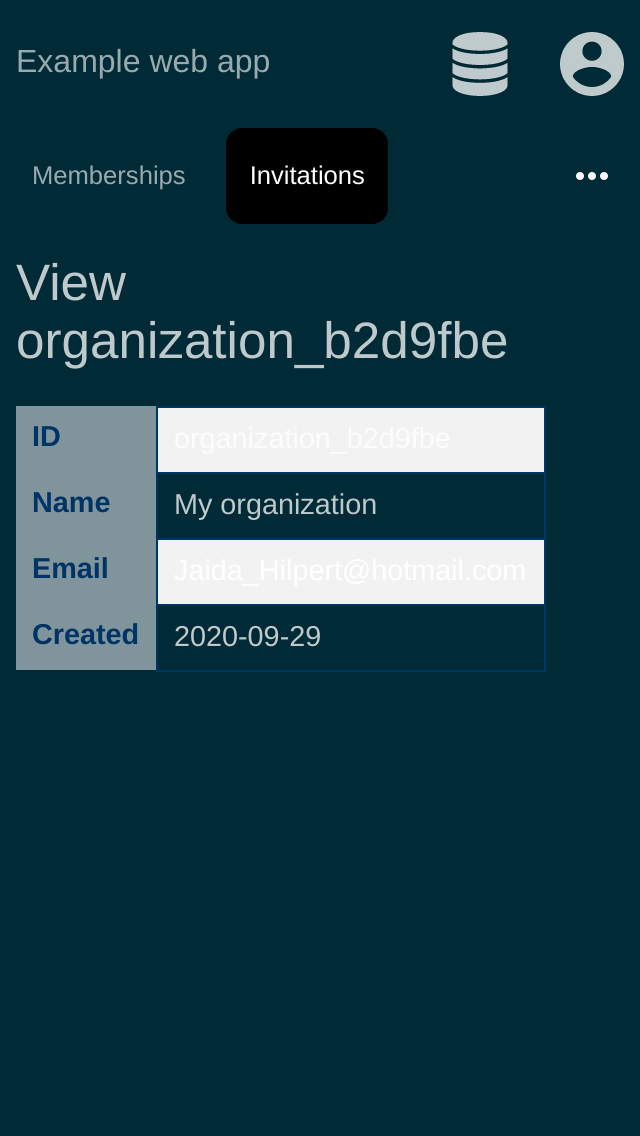 Example web app
Memberships Invitations
View
organization_b2d9fbe
ID organization_b2d9fbe
Name My organization
Email Jaida_Hilpert@hotmail.com
Created 2020-09-29